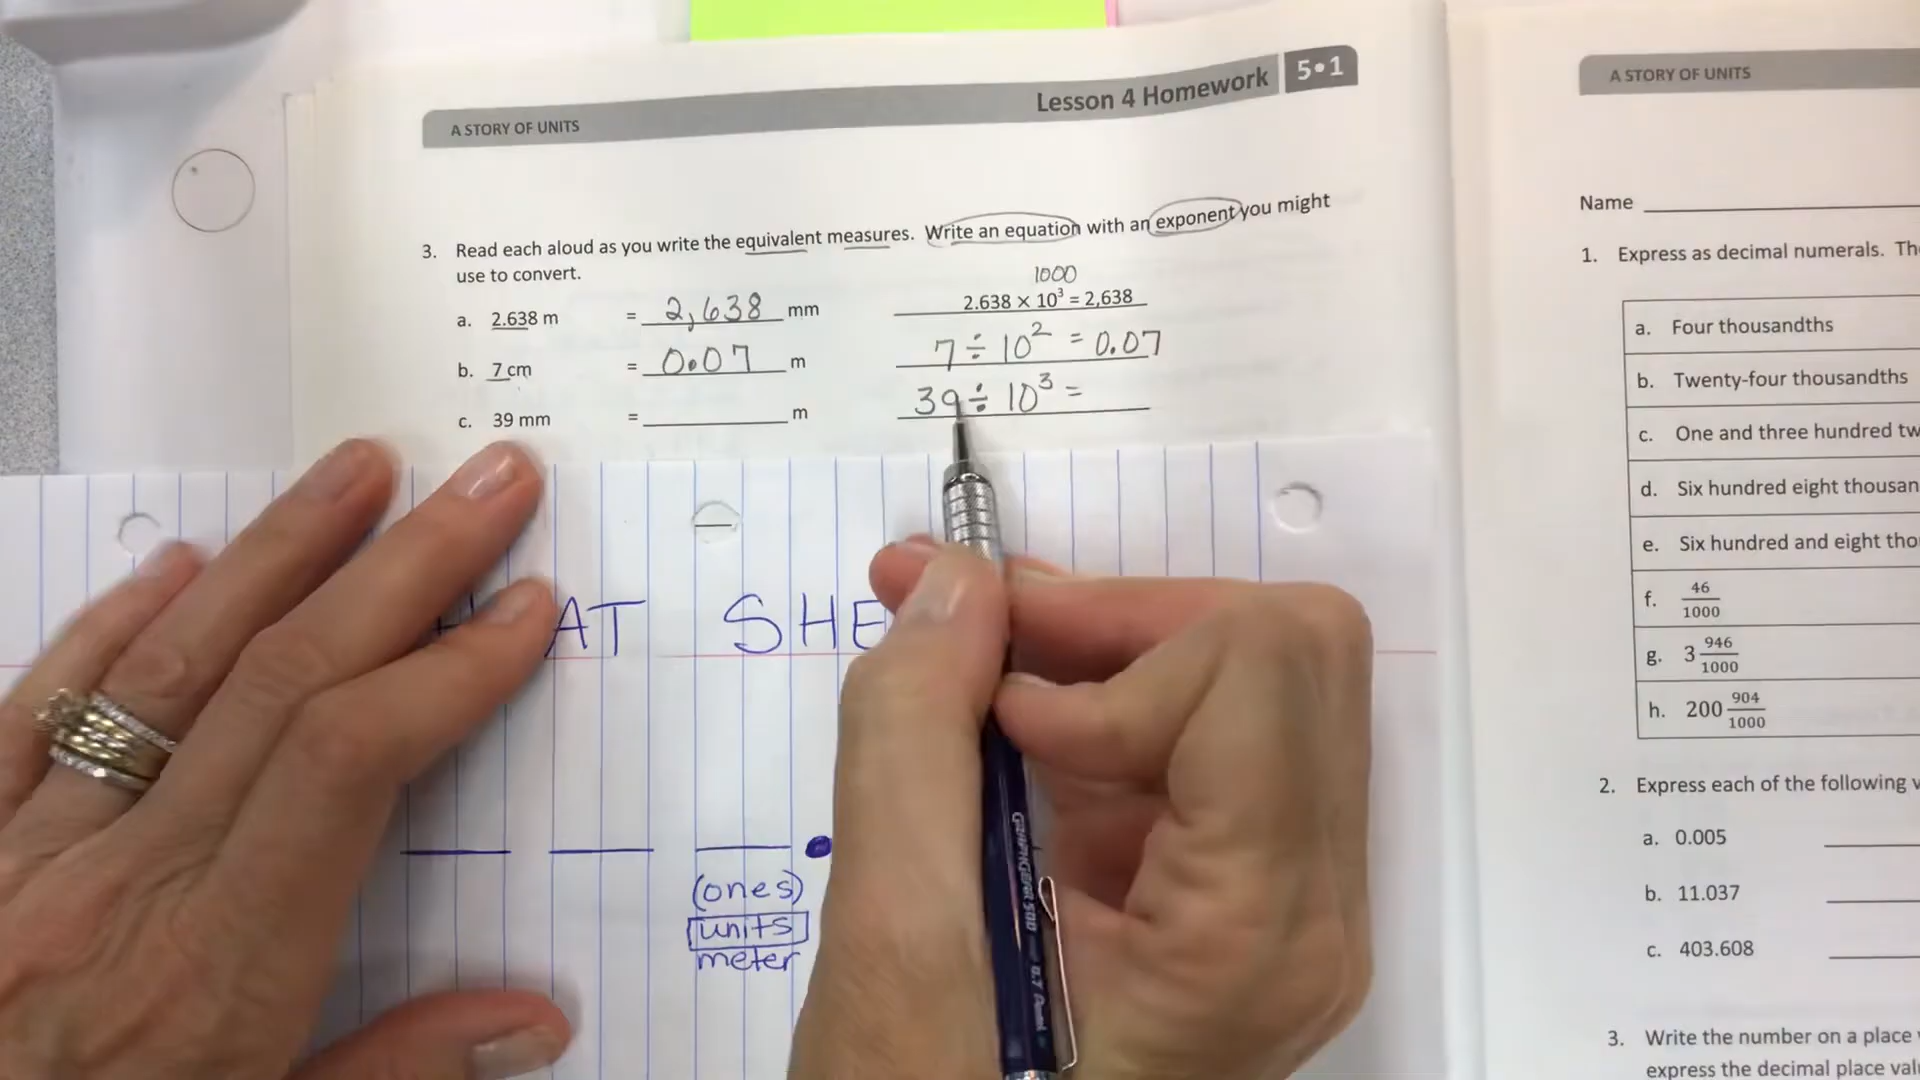 A STORY OF UNITS
Lesson 4 Homework 5•1
3. Read each aloud as you write the equivalent measures. Write an equation with an exponent you might
use to convert.
1000
a. 2.638 m = 2,638 mm 2.638 × 10³ = 2,638
b. 7 cm = 0.07 m 7 ÷ 10² = 0.07
c. 39 mm = m 39 ÷ 10³ =
AT SHE
(ones)
units
meter
GRAPHGEAR 500 0.7 Pentel
A STORY OF UNITS
Name
1. Express as decimal numerals.
a. Four thousandths
b. Twenty-four thousandths
c. One and three hundred
d. Six hundred eight
e. Six hundred and eight
f. 46/1000
g. 3 946/1000
h. 200 904/1000
2. Express each of the following
a. 0.005
b. 11.037
c. 403.608
3. Write the number on a place
express the decimal place